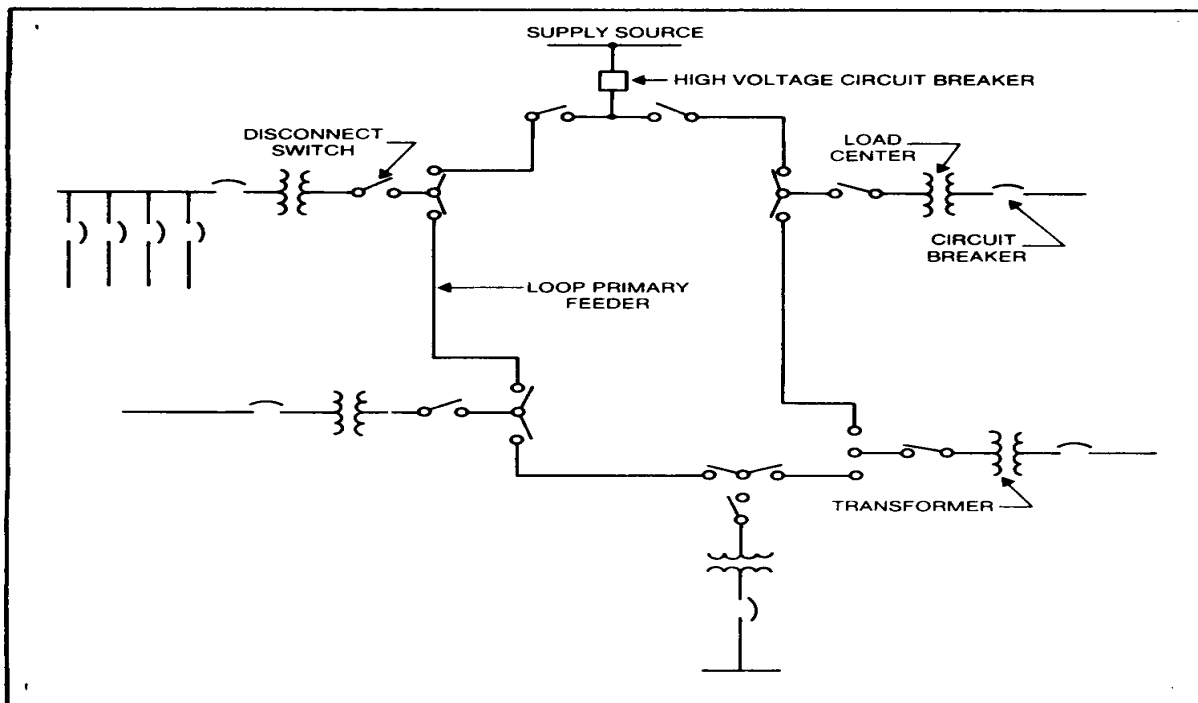 SUPPLY SOURCE
HIGH VOLTAGE CIRCUIT BREAKER
DISCONNECT
SWITCH
LOAD
CENTER
CIRCUIT
BREAKER
LOOP PRIMARY
FEEDER
TRANSFORMER